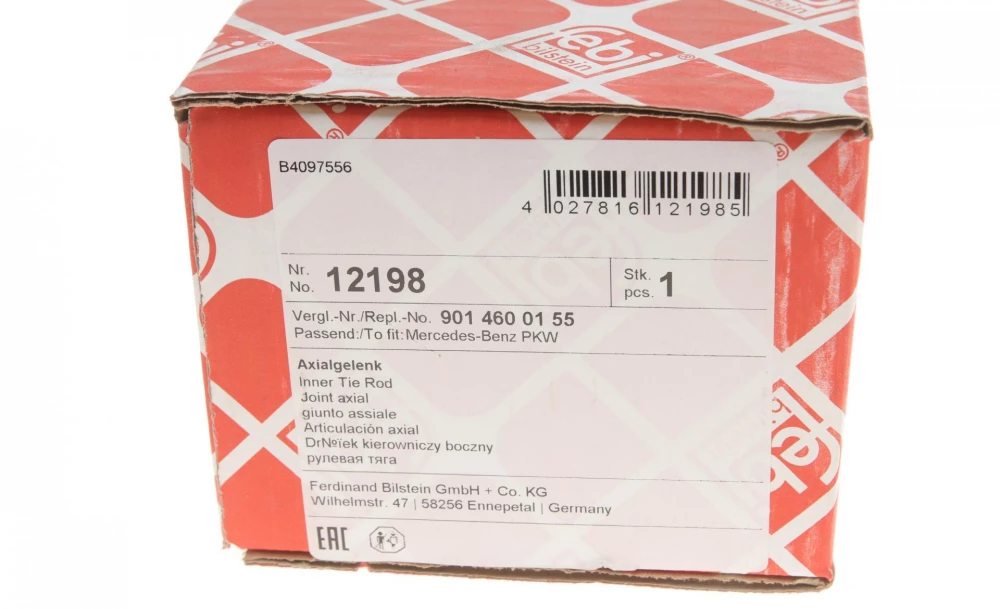 febi
bilstein
B4097556
4 027816 121985
Nr.
No. 12198
Stk.
pcs. 1
Vergl.-Nr./Repl.-No. 901 460 01 55
Passend:/To fit:Mercedes-Benz PKW
Axialgelenk
Inner Tie Rod
Joint axial
giunto assiale
Articulación axial
Dr№ïek kierowniczy boczny
рулевая тяга
Ferdinand Bilstein GmbH + Co. KG
Wilhelmstr. 47 | 58256 Ennepetal | Germany
EAC